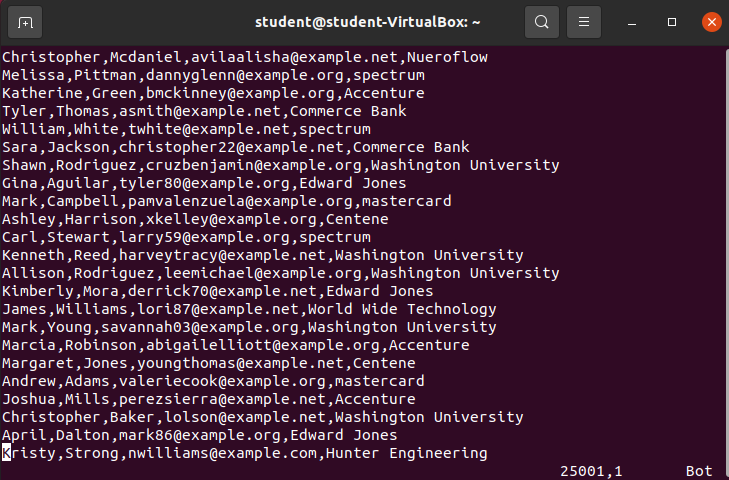 student@student-VirtualBox: ~
Christopher,Mcdaniel,avilaalisha@example.net,Nueroflow
Melissa,Pittman,dannyglenn@example.org,spectrum
Katherine,Green,bmckinney@example.org,Accenture
Tyler,Thomas,asmith@example.net,Commerce Bank
William,White,twhite@example.net,spectrum
Sara,Jackson,christopher22@example.net,Commerce Bank
Shawn,Rodriguez,cruzbenjamin@example.org,Washington University
Gina,Aguilar,tyler80@example.org,Edward Jones
Mark,Campbell,pamvalenzuela@example.org,mastercard
Ashley,Harrison,xkelley@example.org,Centene
Carl,Stewart,larry59@example.org,spectrum
Kenneth,Reed,harveytracy@example.net,Washington University
Allison,Rodriguez,leemichael@example.org,Washington University
Kimberly,Mora,derrick70@example.net,Edward Jones
James,Williams,lori87@example.net,World Wide Technology
Mark,Young,savannah03@example.org,Washington University
Marcia,Robinson,abigailelliott@example.org,Accenture
Margaret,Jones,youngthomas@example.net,Centene
Andrew,Adams,valeriecook@example.org,mastercard
Joshua,Mills,perezsierra@example.net,Accenture
Christopher,Baker,lolson@example.net,Washington University
April,Dalton,mark86@example.org,Edward Jones
Kristy,Strong,nwilliams@example.com,Hunter Engineering
25001,1 Bot